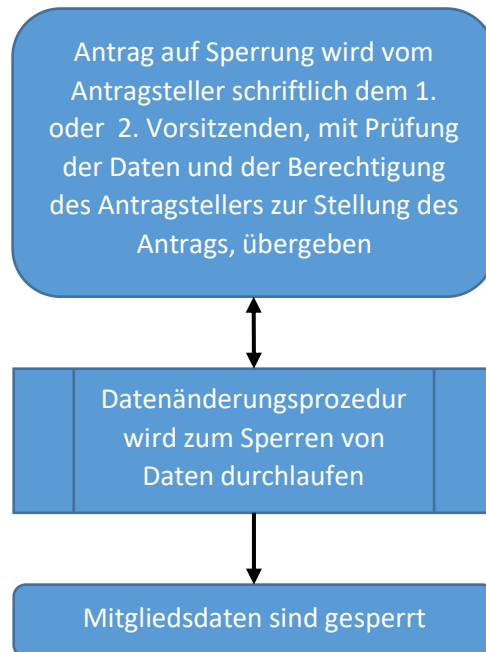 Antrag auf Sperrung wird vom
Antragsteller schriftlich dem 1.
oder 2. Vorsitzenden, mit Prüfung
der Daten und der Berechtigung
des Antragstellers zur Stellung des
Antrags, übergeben
Datenänderungsprozedur
wird zum Sperren von
Daten durchlaufen
Mitgliedsdaten sind gesperrt